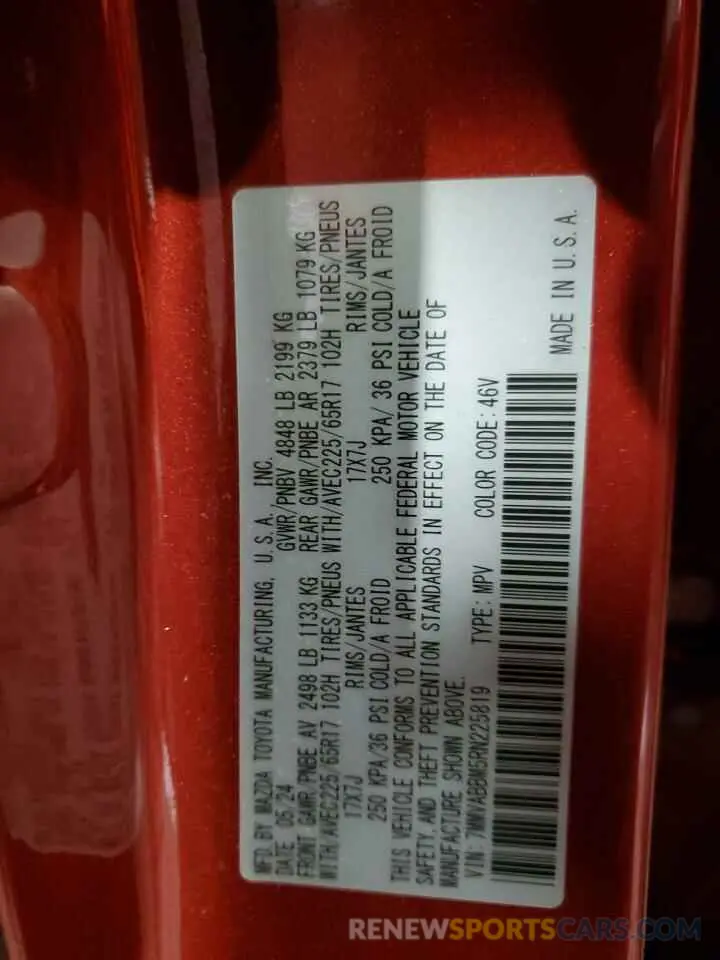 MFD. BY MAZDA TOYOTA MANUFACTURING, U.S.A. INC.
DATE 05/24 GVWR/PNBV 4848 LB 2199 KG
FRONT GAWR/PNBE AV 2498 LB 1133 KG REAR GAWR/PNBE AR 2379 LB 1079 KG
WITH/AVEC225/65R17 102H TIRES/PNEUS WITH/AVEC225/65R17 102H TIRES/PNEUS
17X7J RIMS/JANTES 17X7J RIMS/JANTES
250 KPA/36 PSI COLD/A FROID 250 KPA/ 36 PSI COLD/A FROID
THIS VEHICLE CONFORMS TO ALL APPLICABLE FEDERAL MOTOR VEHICLE
SAFETY, AND THEFT PREVENTION STANDARDS IN EFFECT ON THE DATE OF
MANUFACTURE SHOWN ABOVE.
VIN: 7MMVABBM5RN225819 TYPE: MPV COLOR CODE: 46V
MADE IN U.S.A.
RENEWSPORTSCARS.COM